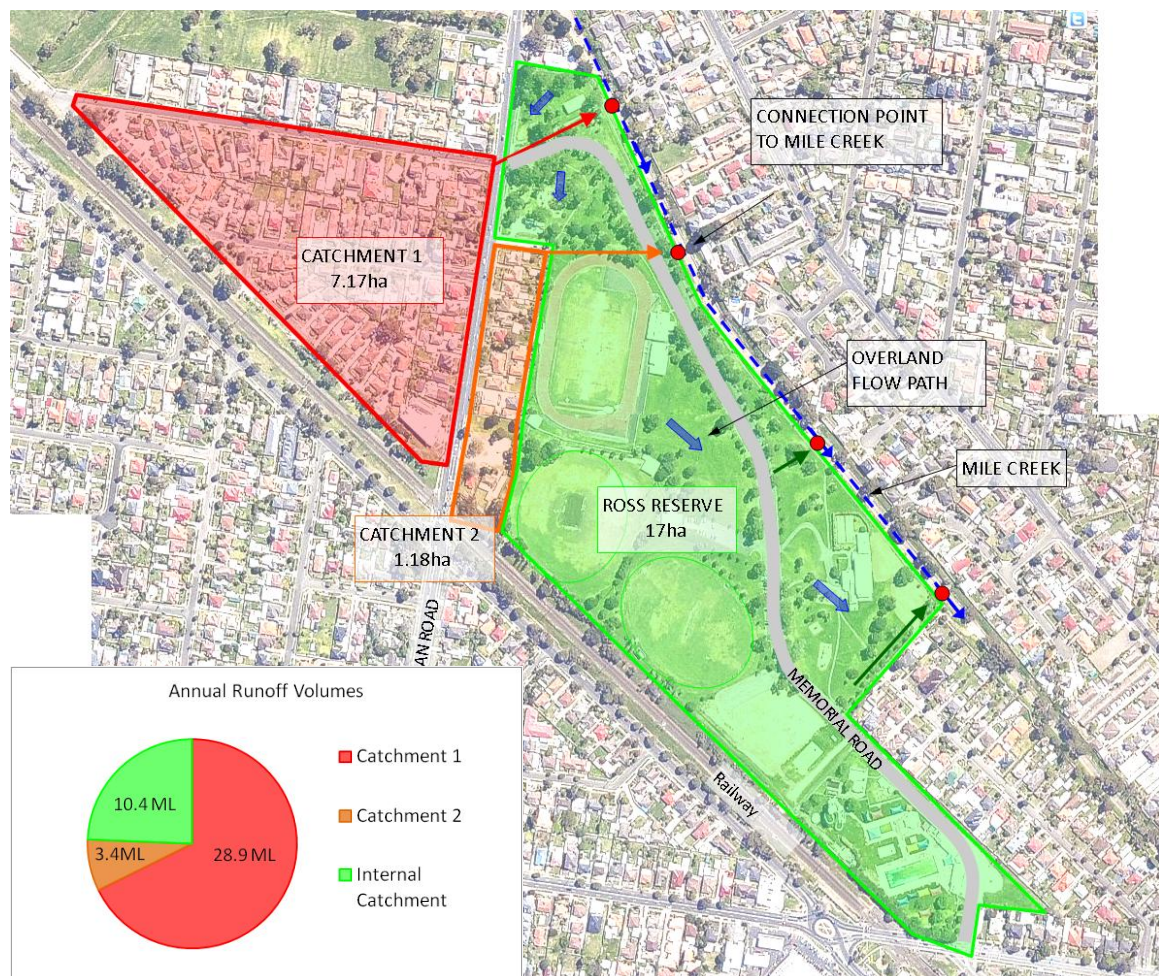 CONNECTION POINT
TO MILE CREEK
CATCHMENT 1
7.17ha
OVERLAND
FLOW PATH
MILE CREEK
ROSS RESERVE
17ha
CATCHMENT 2
1.18ha
AN ROAD
MEMORIAL ROAD
Railway
Annual Runoff Volumes
Catchment 1
Catchment 2
Internal
Catchment
10.4 ML
3.4ML
28.9 ML